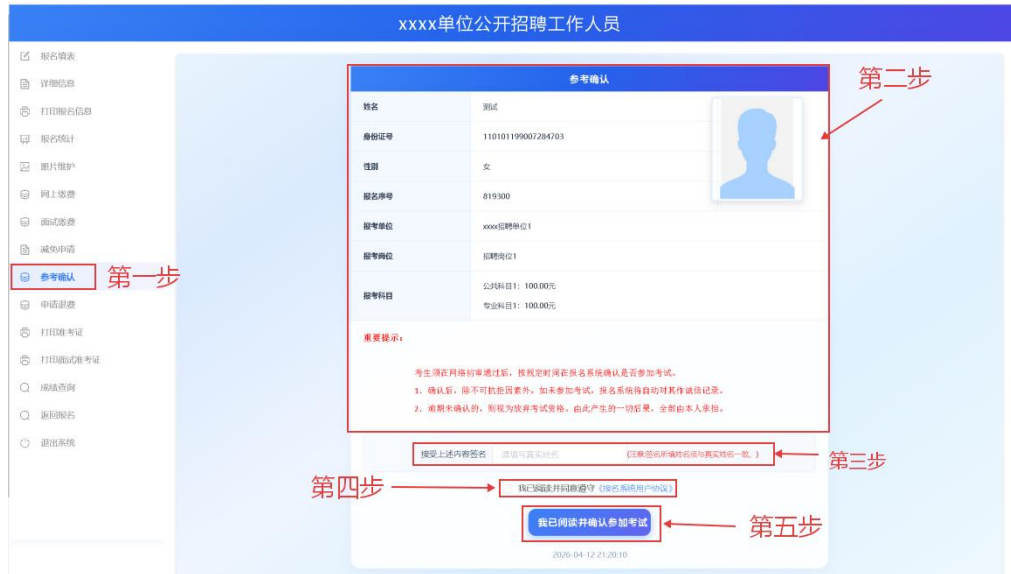 xxxx单位公开招聘工作人员
报名填表
详细信息
打印报名信息
报名统计
照片维护
网上缴费
面试缴费
减免申请
参考确认
第一步
申请退费
打印准考证
打印面试准考证
成绩查询
返回报名
退出系统
参考确认
第二步
姓名 测试
身份证号 110101199007284703
性别 女
报名序号 819300
报考单位 xxxx招聘单位1
报考岗位 招聘岗位1
报考科目 公共科目1：100.00元
专业科目1：100.00元
重要提示：
考生须在网络初审通过后，按规定时间在报名系统确认是否参加考试。
1、确认后，除不可抗拒因素外，如未参加考试，报名系统将自动对其作诚信记录。
2、逾期未确认的，则视为放弃考试资格。由此产生的一切后果，全部由本人承担。
接受上述内容签名 请填写真实姓名 (注意:签名所填姓名须与真实姓名一致。)
第三步
第四步
我已阅读并同意遵守《报名系统用户协议》
我已阅读并确认参加考试
第五步
2026-04-12 21:20:10